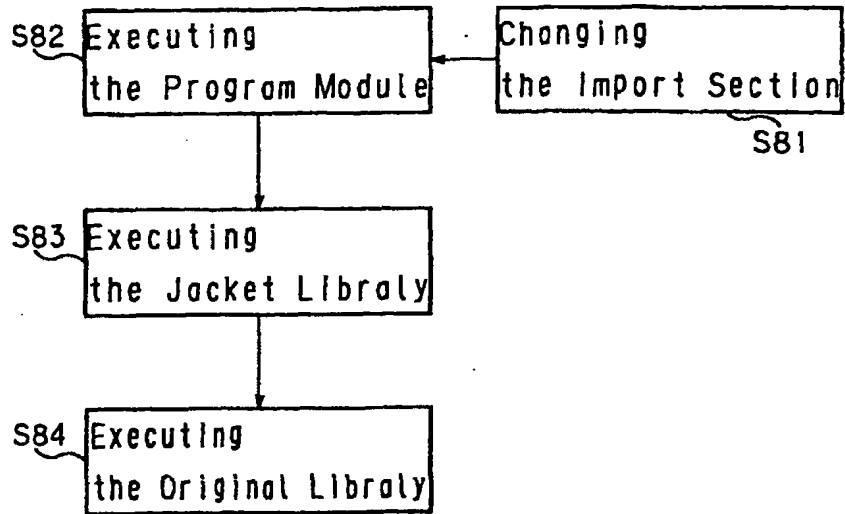 S82 Executing
the Program Module
Changing
the Import Section
S81
S83 Executing
the Jacket Libraly
S84 Executing
the Original Libraly